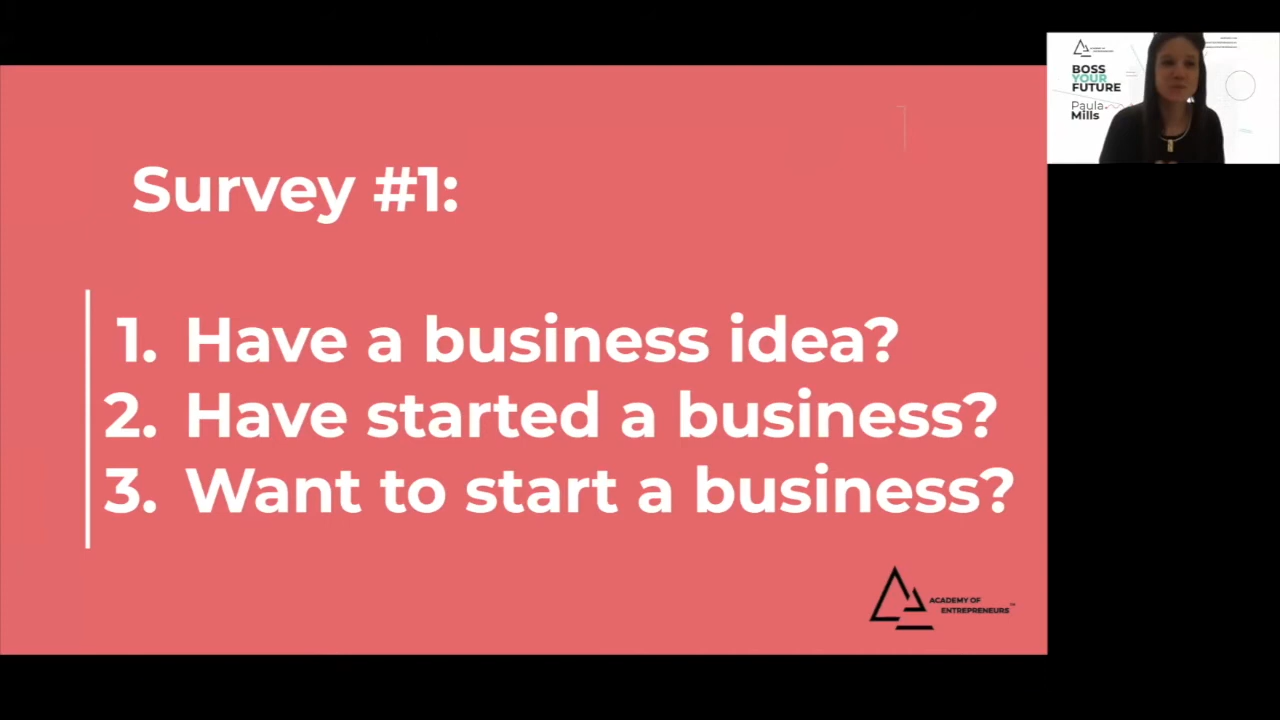 Survey #1:
1. Have a business idea?
2. Have started a business?
3. Want to start a business?
ACADEMY OF
ENTREPRENEURS™
BOSS
YOUR
FUTURE
Paula
Mills